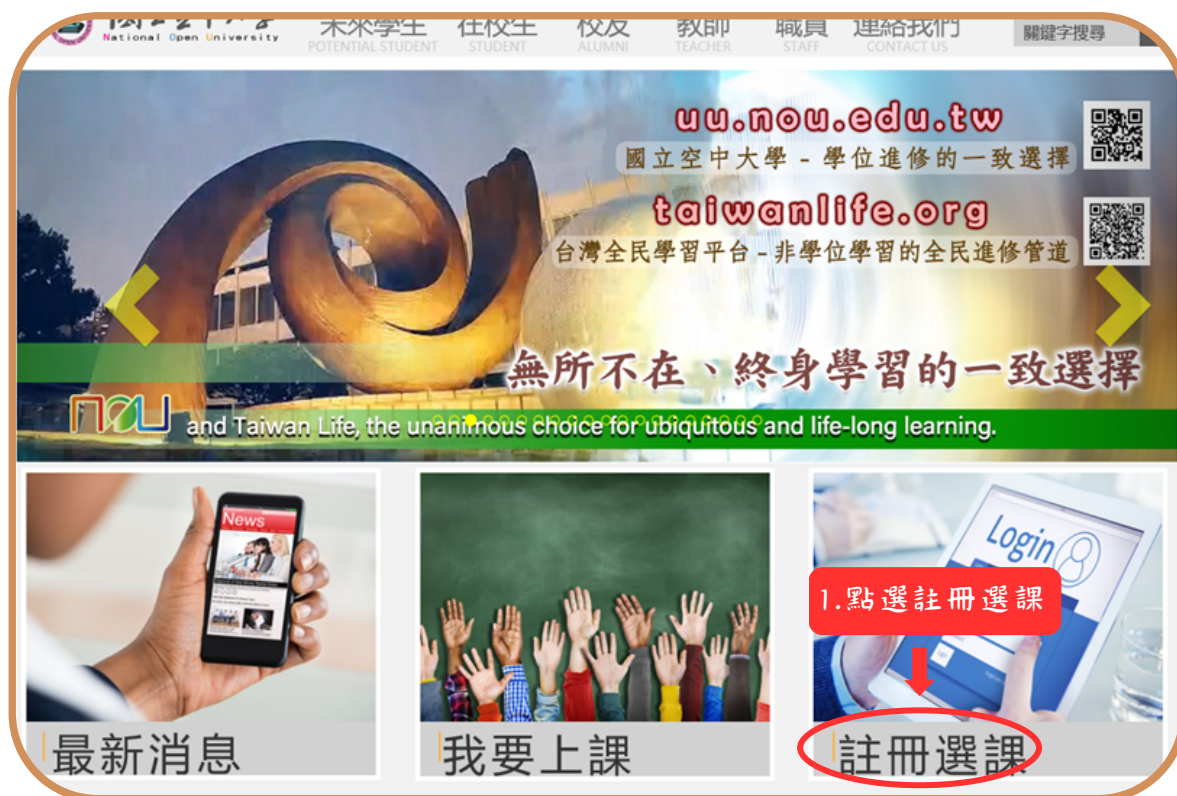 National Open University
未來學生 在校生 校友 教師 職員 連絡我們 關鍵字搜尋
POTENTIAL STUDENT STUDENT ALUMNI TEACHER STAFF CONTACT US
uu.nou.edu.tw
國立空中大學 - 學位進修的一致選擇
taiwanlife.org
台灣全民學習平台 - 非學位學習的全民進修管道
無所不在、終身學習的一致選擇
nou and Taiwan Life, the unanimous choice for ubiquitous and life-long learning.
News
Login
1.點選註冊選課
最新消息
我要上課
註冊選課